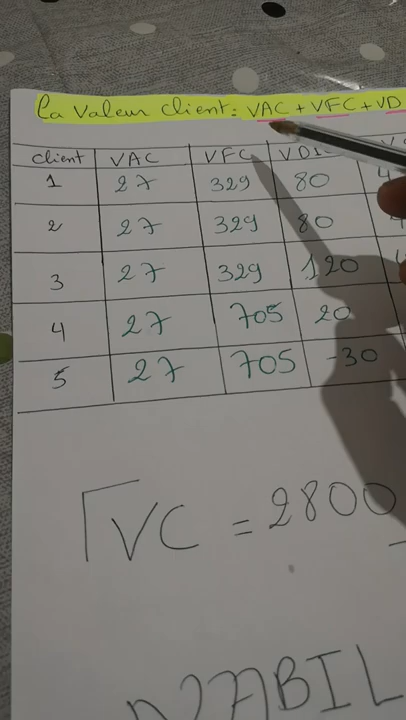 La Valeur client: VAC + VFC + VD
client VAC VFC
1 27 329 80
2 27 329 80
3 27 329 120
4 27 705 20
5 27 705 -30
VC = 2800